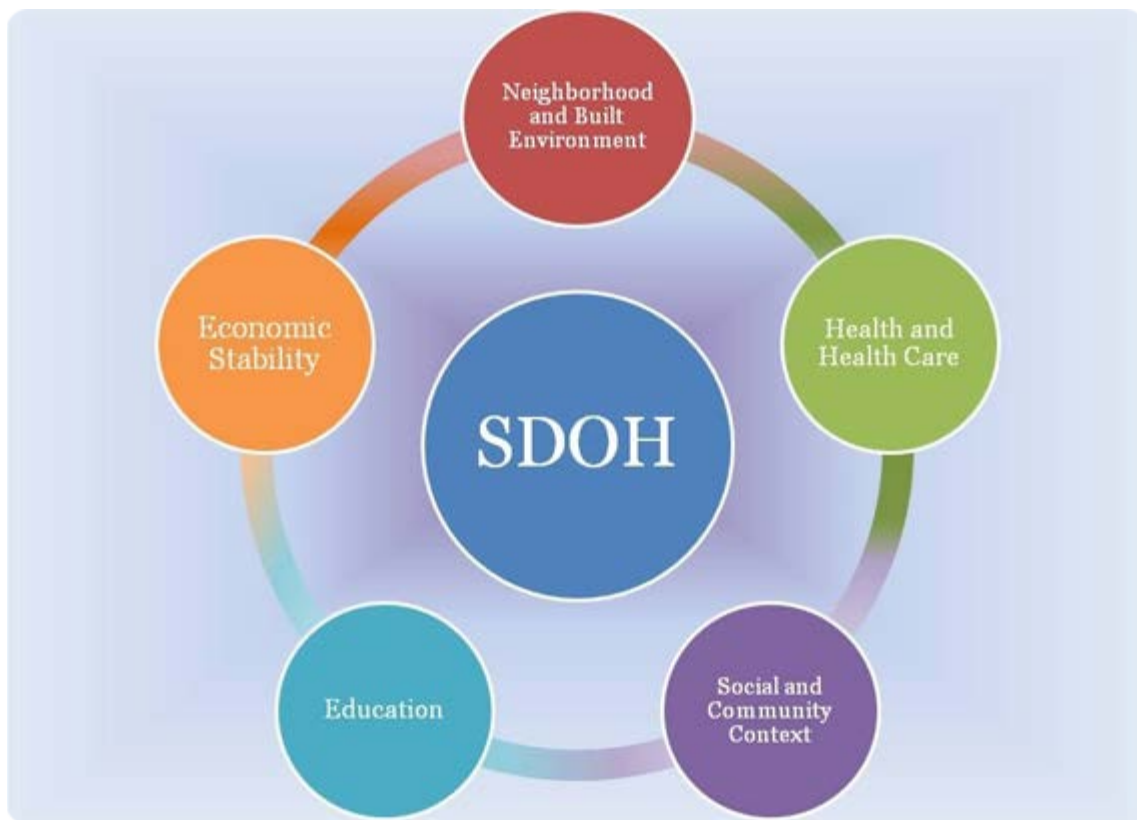 Neighborhood
and Built
Environment
Economic
Stability
Health and
Health Care
SDOH
Education
Social and
Community
Context